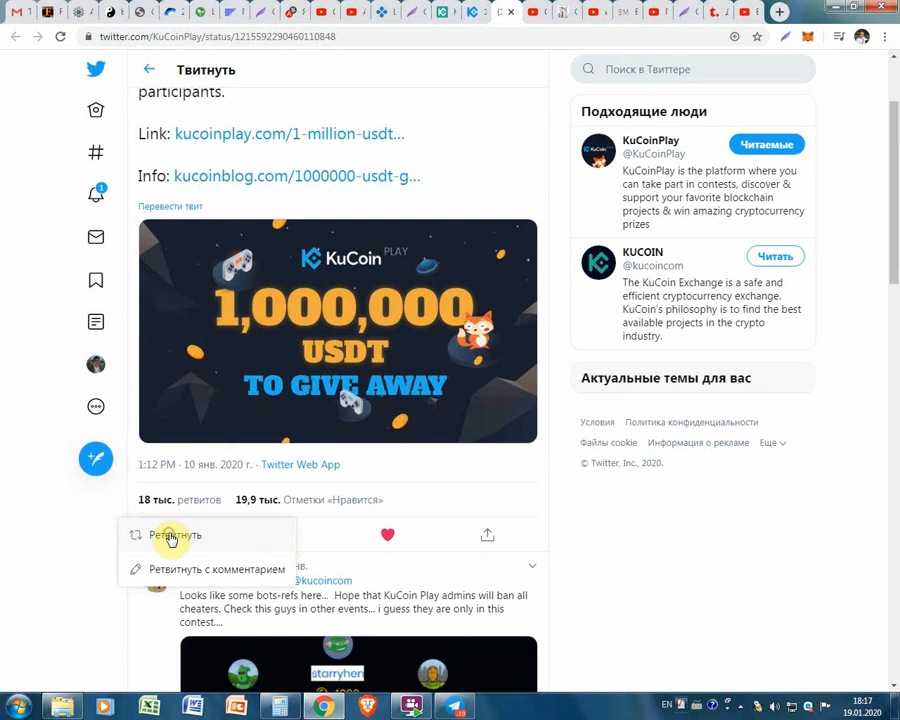 twitter.com/KuCoinPlay/status/1215592290460110848
Твитнуть
participants.
Link: kucoinplay.com/1-million-usdt...
Info: kucoinblog.com/1000000-usdt-g...
Перевести твит
KuCoin PLAY
1,000,000
USDT
TO GIVE AWAY
1:12 PM · 10 янв. 2020 г. · Twitter Web App
18 тыс. ретвитов 19,9 тыс. Отметки «Нравится»
Ретвитнуть
Ретвитнуть с комментарием
нв.
@kucoincom
Looks like some bots-refs here... Hope that KuCoin Play admins will ban all
cheaters. Check this guys in other events... i guess they are only in this
contest....
starryhen
1
Поиск в Твиттере
Подходящие люди
KuCoinPlay
@KuCoinPlay
Читаемые
KuCoinPlay is the platform where you
can take part in contests, discover &
support your favorite blockchain
projects & win amazing cryptocurrency
prizes
KUCOIN
@kucoincom
Читать
The KuCoin Exchange is a safe and
efficient cryptocurrency exchange.
KuCoin's philosophy is to find the best
available projects in the crypto
industry.
Актуальные темы для вас
Условия Политика конфиденциальности
Файлы cookie Информация о рекламе Еще
© Twitter, Inc., 2020.
EN
18:17
19.01.2020